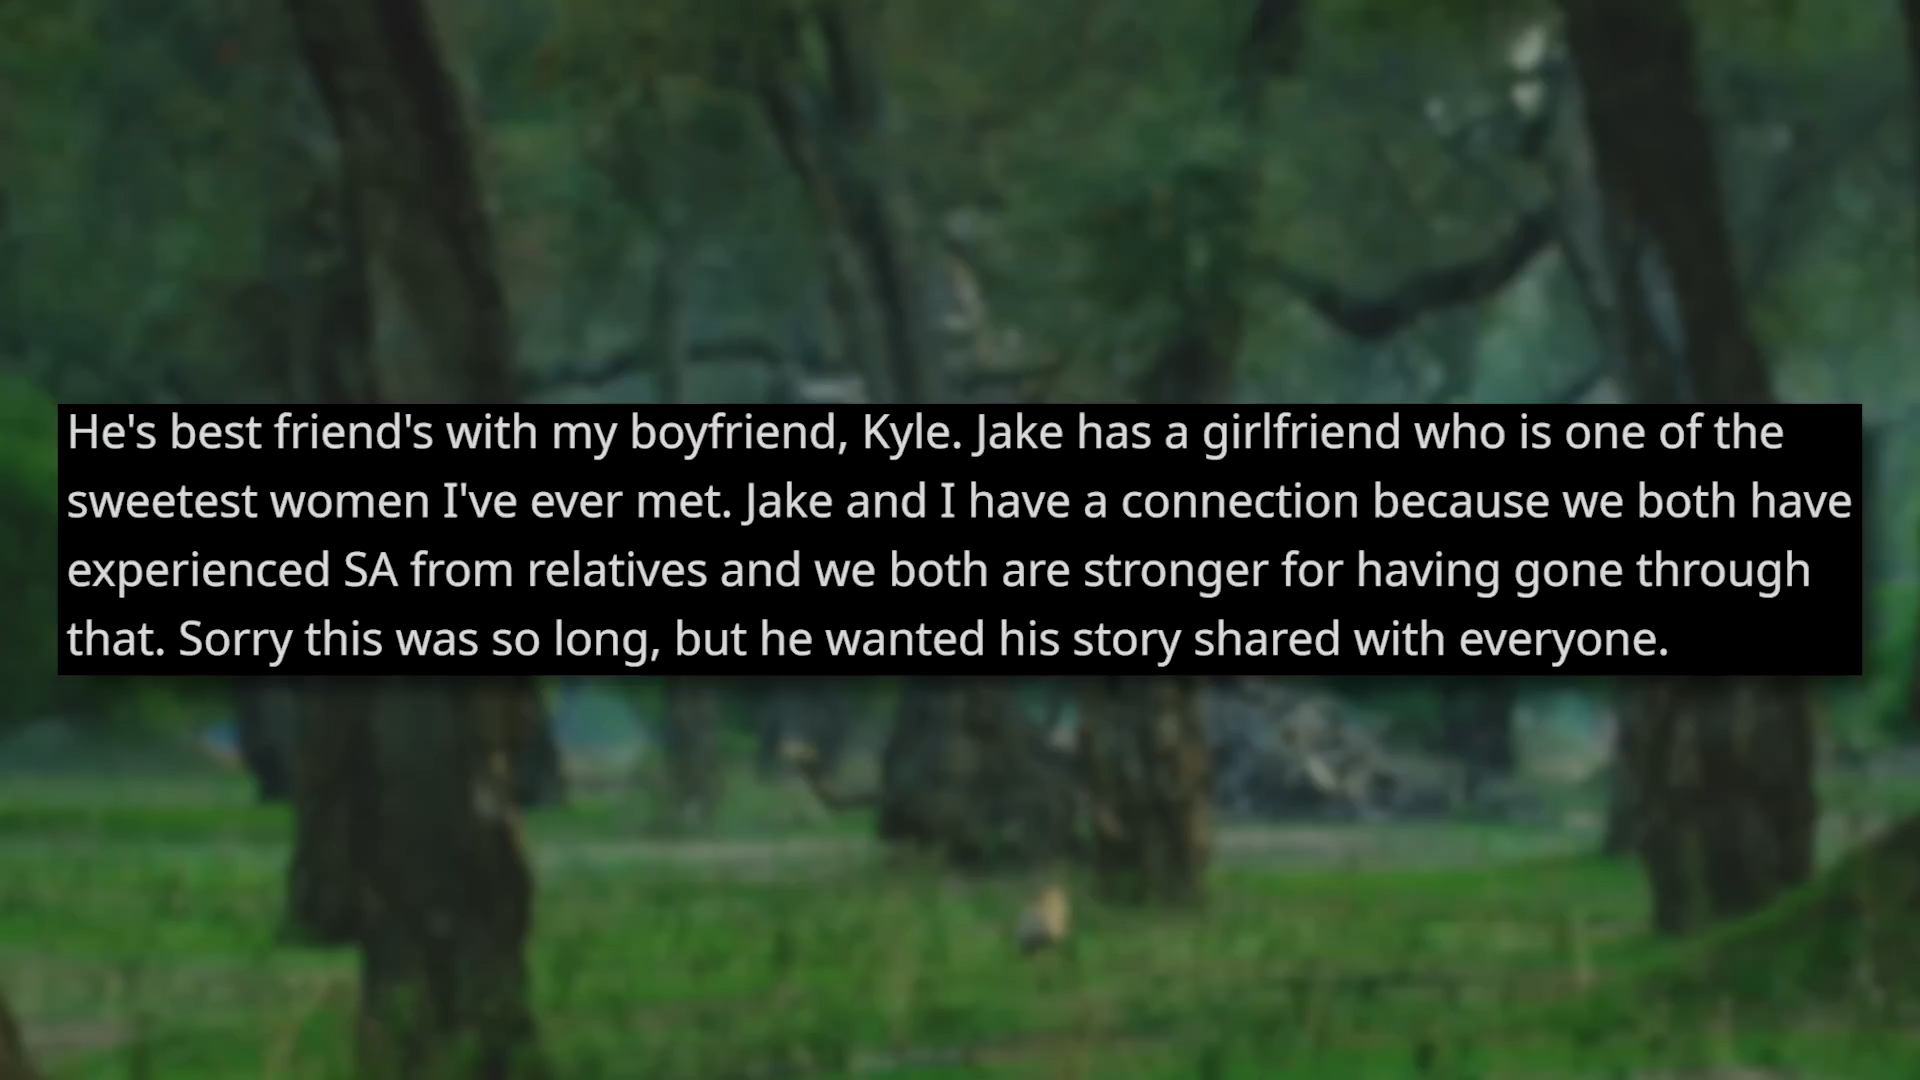 He's best friend's with my boyfriend, Kyle. Jake has a girlfriend who is one of the
sweetest women I've ever met. Jake and I have a connection because we both have
experienced SA from relatives and we both are stronger for having gone through
that. Sorry this was so long, but he wanted his story shared with everyone.